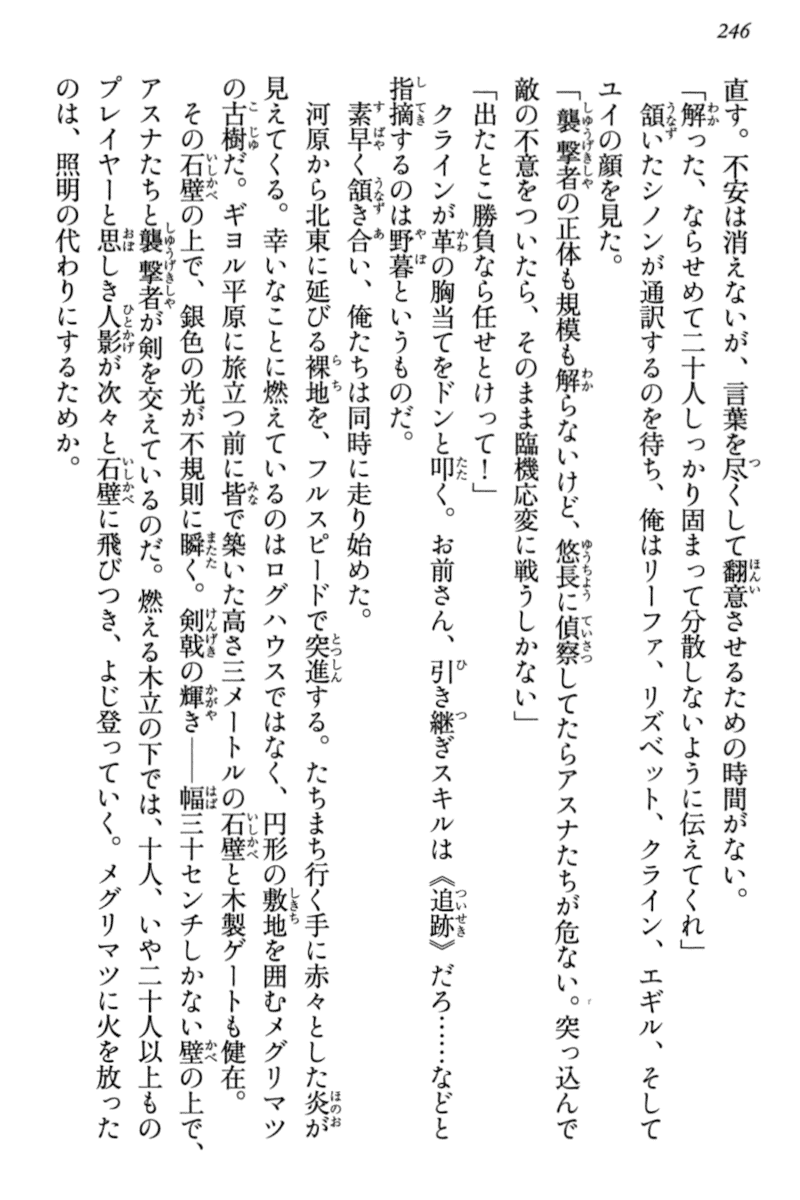 246
直す。不安は消えないが、言葉を尽くして翻意させるための時間がない。
「解った、ならせめて二十人しっかり固まって分散しないように伝えてくれ」
頷いたシノンが通訳するのを待ち、俺はリーファ、リズベット、クライン、エギル、そして
ユイの顔を見た。
「襲撃者の正体も規模も解らないけど、悠長に偵察してたらアスナたちが危ない。突っ込んで
敵の不意をついたら、そのまま臨機応変に戦うしかない」
「出たとこ勝負なら任せとけって！」
クラインが革の胸当てをドンと叩く。お前さん、引き継ぎスキルは《追跡》だろ……などと
指摘するのは野暮というものだ。
素早く頷き合い、俺たちは同時に走り始めた。
河原から北東に延びる裸地を、フルスピードで突進する。たちまち行く手に赤々とした炎が
見えてくる。幸いなことに燃えているのはログハウスではなく、円形の敷地を囲むメグリマツ
の古樹だ。ギヨル平原に旅立つ前に皆で築いた高さ三メートルの石壁と木製ゲートも健在。
その石壁の上で、銀色の光が不規則に瞬く。剣戟の輝き――幅三十センチしかない壁の上で、
アスナたちと襲撃者が剣を交えているのだ。燃える木立の下では、十人、いや二十人以上もの
プレイヤーと思しき人影が次々と石壁に飛びつき、よじ登っていく。メグリマツに火を放った
のは、照明の代わりにするためか。